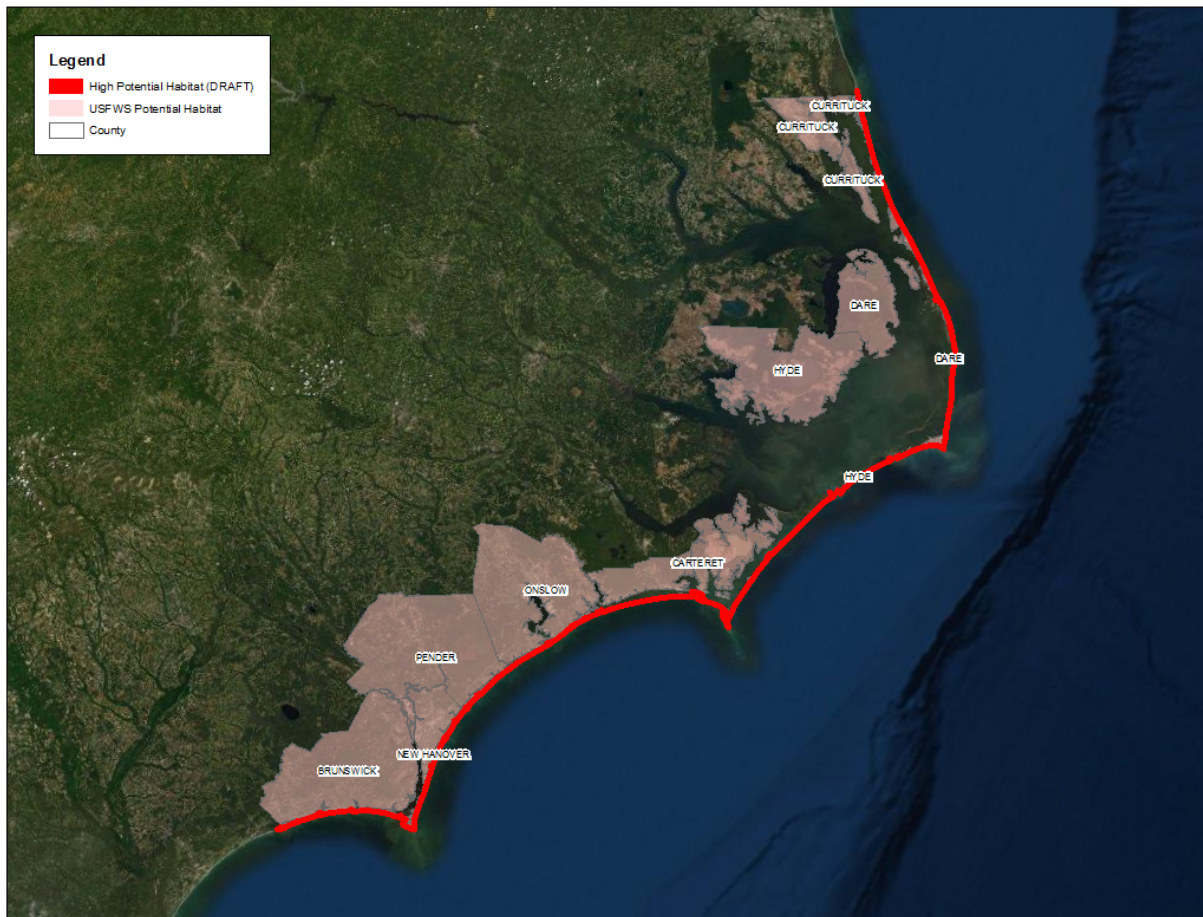 Legend
High Potential Habitat (DRAFT)
USFWS Potential Habitat
County
CURRITUCK
CURRITUCK
CURRITUCK
DARE
DARE
HYDE
HYDE
CARTERET
ONSLOW
PENDER
NEW HANOVER
BRUNSWICK